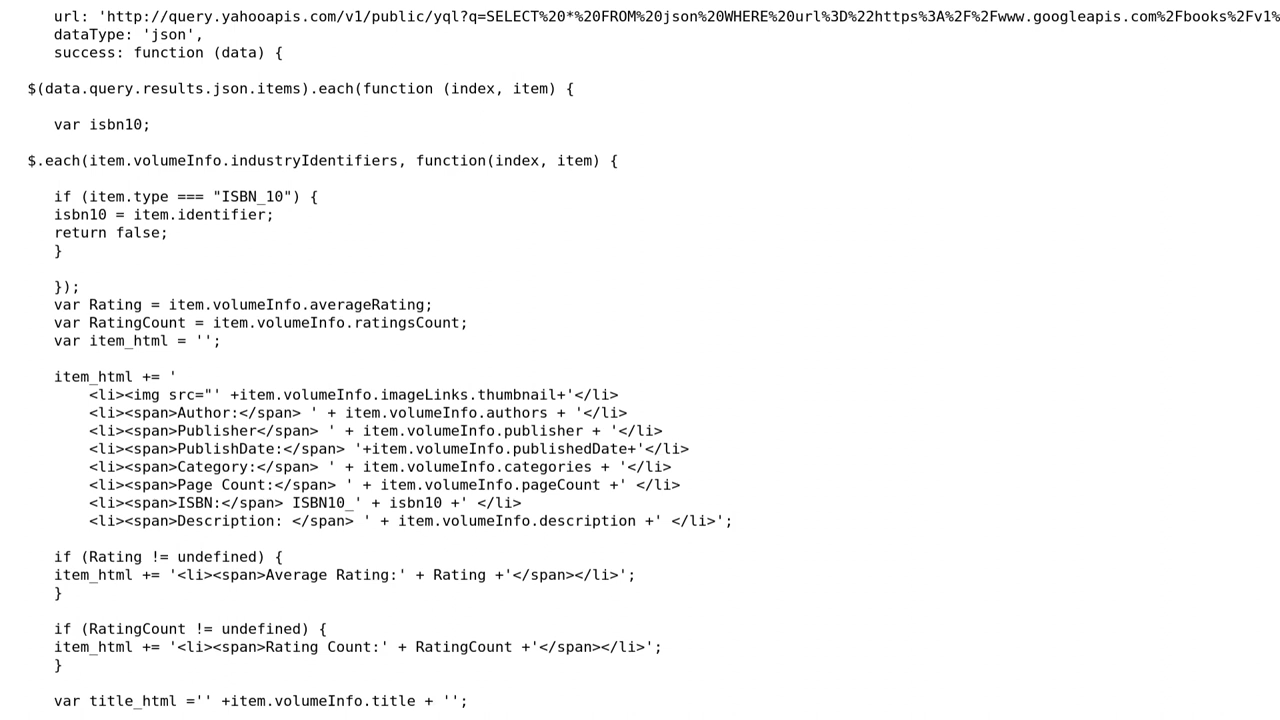 url: 'http://query.yahooapis.com/v1/public/yql?q=SELECT%20*%20FROM%20json%20WHERE%20url%3D%22https%3A%2F%2Fwww.googleapis.com%2Fbooks%2Fv1%
dataType: 'json',
success: function (data) {
$(data.query.results.json.items).each(function (index, item) {
var isbn10;
$.each(item.volumeInfo.industryIdentifiers, function(index, item) {
if (item.type === "ISBN_10") {
isbn10 = item.identifier;
return false;
}
});
var Rating = item.volumeInfo.averageRating;
var RatingCount = item.volumeInfo.ratingsCount;
var item_html = '';
item_html += '
<li><img src="' +item.volumeInfo.imageLinks.thumbnail+'</li>
<li><span>Author:</span> ' + item.volumeInfo.authors + '</li>
<li><span>Publisher</span> ' + item.volumeInfo.publisher + '</li>
<li><span>PublishDate:</span> '+item.volumeInfo.publishedDate+'</li>
<li><span>Category:</span> ' + item.volumeInfo.categories + '</li>
<li><span>Page Count:</span> ' + item.volumeInfo.pageCount +' </li>
<li><span>ISBN:</span> ISBN10_' + isbn10 +' </li>
<li><span>Description: </span> ' + item.volumeInfo.description +' </li>';
if (Rating != undefined) {
item_html += '<li><span>Average Rating:' + Rating +'</span></li>';
}
if (RatingCount != undefined) {
item_html += '<li><span>Rating Count:' + RatingCount +'</span></li>';
}
var title_html ='' +item.volumeInfo.title + '';